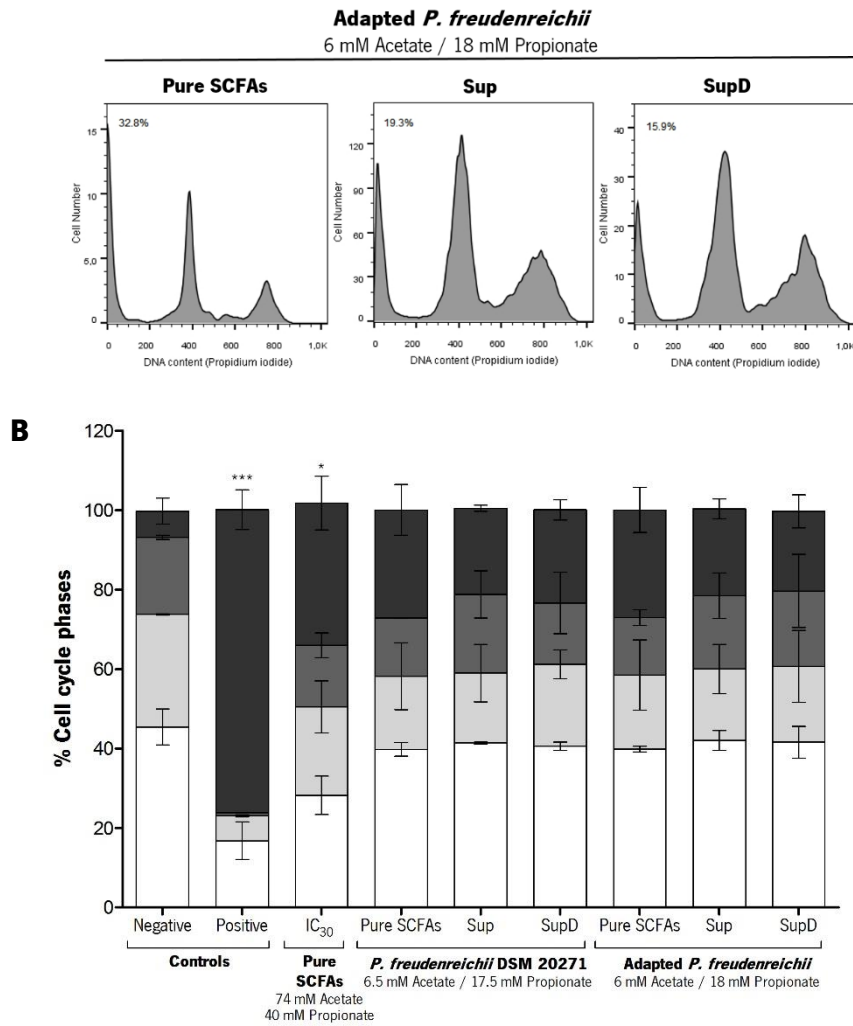 Adapted P. freudenreichii
6 mM Acetate / 18 mM Propionate
Pure SCFAs
Sup
SupD
32.8%
19.3%
15.9%
15
10
5,0
0
Cell Number
0 200 400 600 800 1,0K
DNA content (Propidium iodide)
120
90
60
30
0
Cell Number
0 200 400 600 800 1,0K
DNA content (Propidium iodide)
40
30
20
10
0
Cell Number
0 200 400 600 800 1,0K
DNA content (Propidium iodide)
B
120
100
80
60
40
20
0
% Cell cycle phases
***
*
Negative Positive IC30 Pure SCFAs Sup SupD Pure SCFAs Sup SupD
Controls
Pure
SCFAs
74 mM Acetate
40 mM Propionate
P. freudenreichii DSM 20271
6.5 mM Acetate / 17.5 mM Propionate
Adapted P. freudenreichii
6 mM Acetate / 18 mM Propionate